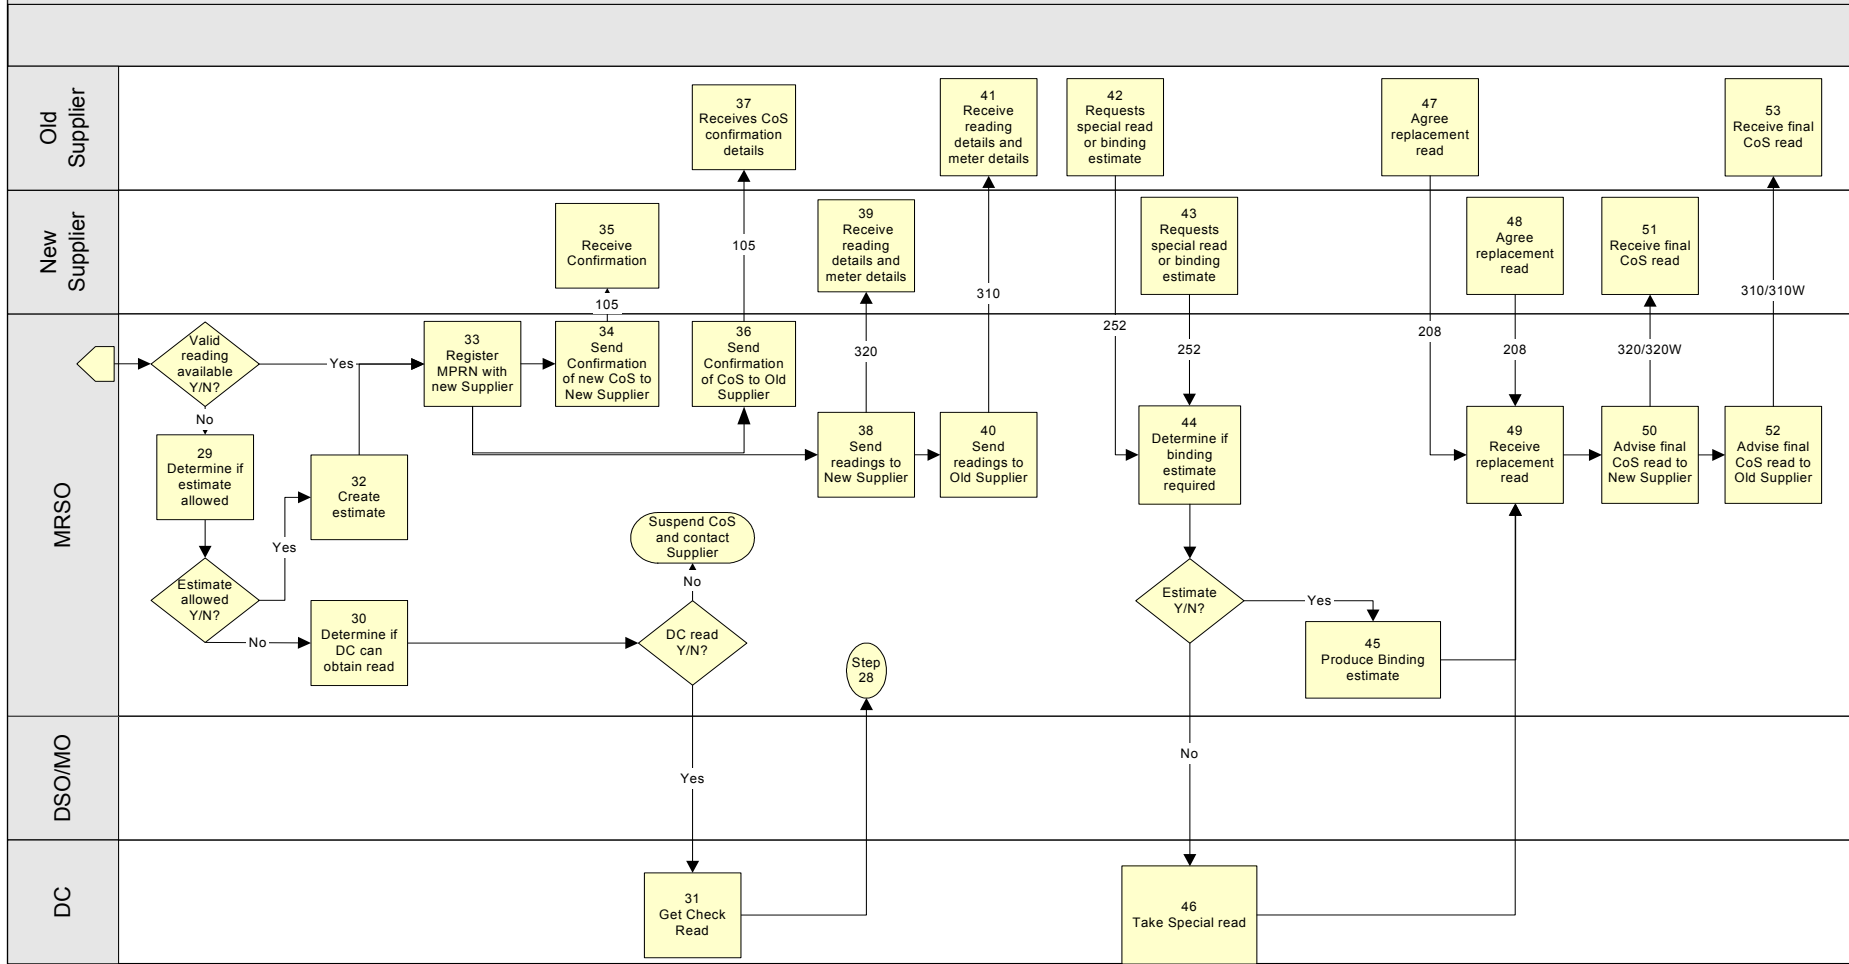 Old
Supplier
37
Receives CoS
confirmation
details
41
Receive
reading
details and
meter details
42
Requests
special read
or binding
estimate
47
Agree
replacement
read
53
Receive final
CoS read
New
Supplier
35
Receive
Confirmation
105
105
39
Receive
reading
details and
meter details
310
43
Requests
special read
or binding
estimate
48
Agree
replacement
read
51
Receive final
CoS read
310/310W
MRSO
Valid
reading
available
Y/N?
Yes
No
33
Register
MPRN with
new Supplier
34
Send
Confirmation
of new CoS to
New Supplier
36
Send
Confirmation
of CoS to Old
Supplier
320
252
252
208
208
320/320W
29
Determine if
estimate
allowed
32
Create
estimate
38
Send
readings to
New Supplier
40
Send
readings to
Old Supplier
44
Determine if
binding
estimate
required
49
Receive
replacement
read
50
Advise final
CoS read to
New Supplier
52
Advise final
CoS read to
Old Supplier
Estimate
allowed
Y/N?
Yes
No
30
Determine if
DC can
obtain read
Suspend CoS
and contact
Supplier
No
DC read
Y/N?
Step
28
Estimate
Y/N?
Yes
45
Produce Binding
estimate
DSO/MO
Yes
No
DC
31
Get Check
Read
46
Take Special read